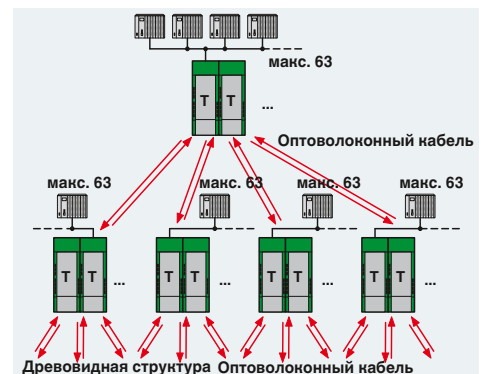 макс. 63
Т Т ...
Оптоволоконный кабель
макс. 63 макс. 63 макс. 63 макс. 63
Т Т ... Т Т ... Т Т ... Т Т ...
Древовидная структура Оптоволоконный кабель